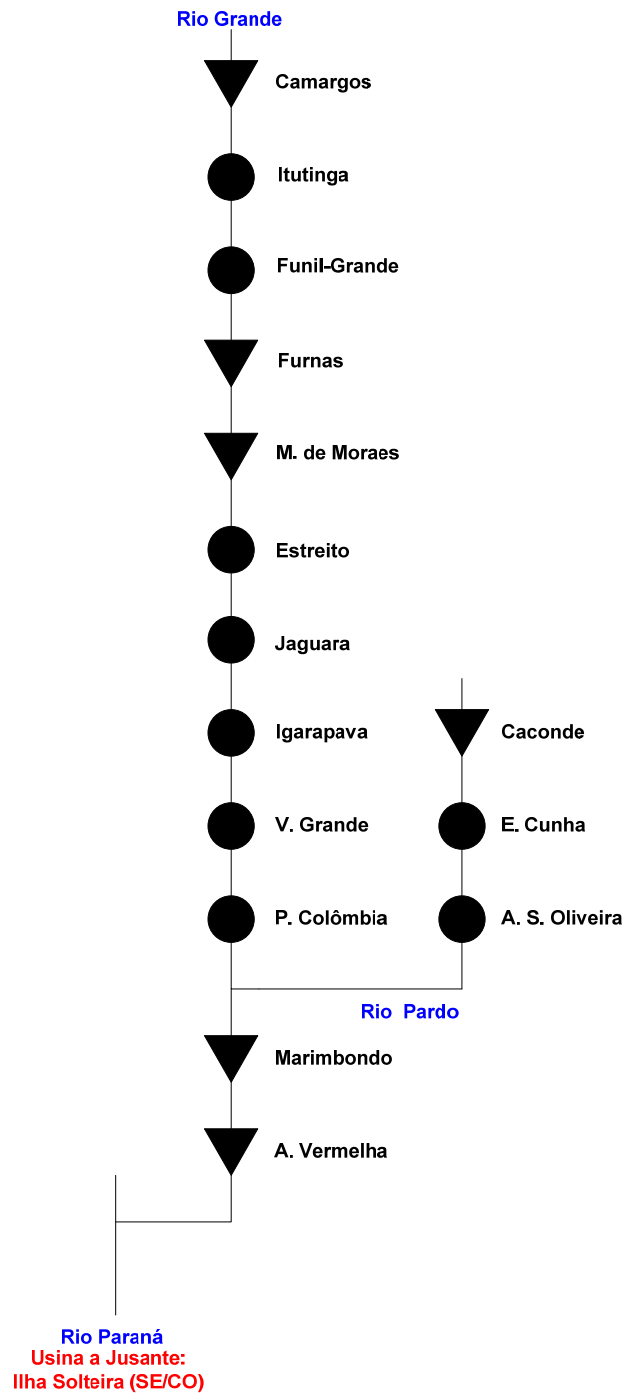 Rio Grande
Camargos
Itutinga
Funil-Grande
Furnas
M. de Moraes
Estreito
Jaguara
Igarapava
Caconde
V. Grande
E. Cunha
P. Colômbia
A. S. Oliveira
Rio Pardo
Marimbondo
A. Vermelha
Rio Paraná
Usina a Jusante:
Ilha Solteira (SE/CO)